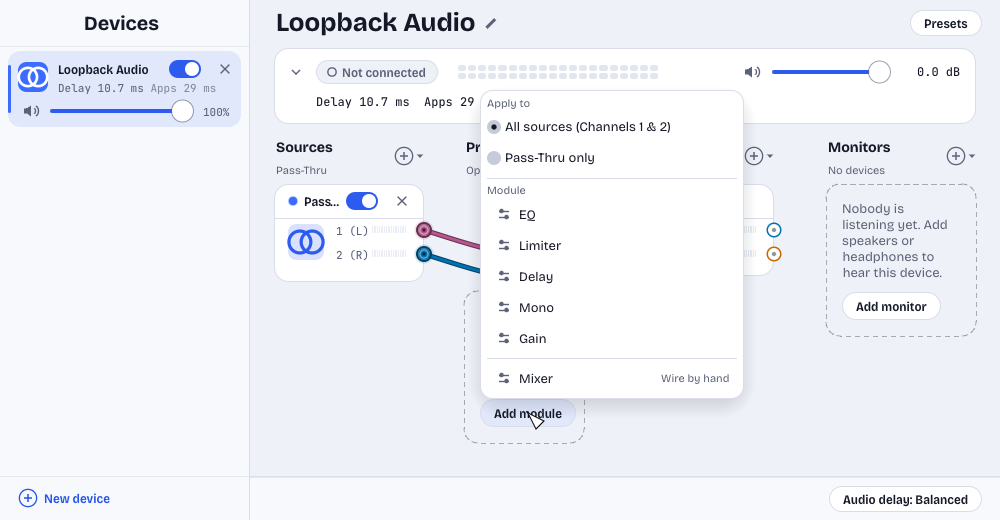 Devices
Loopback Audio
Delay 10.7 ms Apps 29 ms
100%
New device
Loopback Audio
Presets
Not connected
0.0 dB
Delay 10.7 ms Apps 29
Sources
Pass-Thru
Pass...
1 (L)
2 (R)
Apply to
All sources (Channels 1 & 2)
Pass-Thru only
Module
EQ
Limiter
Delay
Mono
Gain
Mixer
Wire by hand
Add module
Monitors
No devices
Nobody is
listening yet. Add
speakers or
headphones to
hear this device.
Add monitor
Audio delay: Balanced